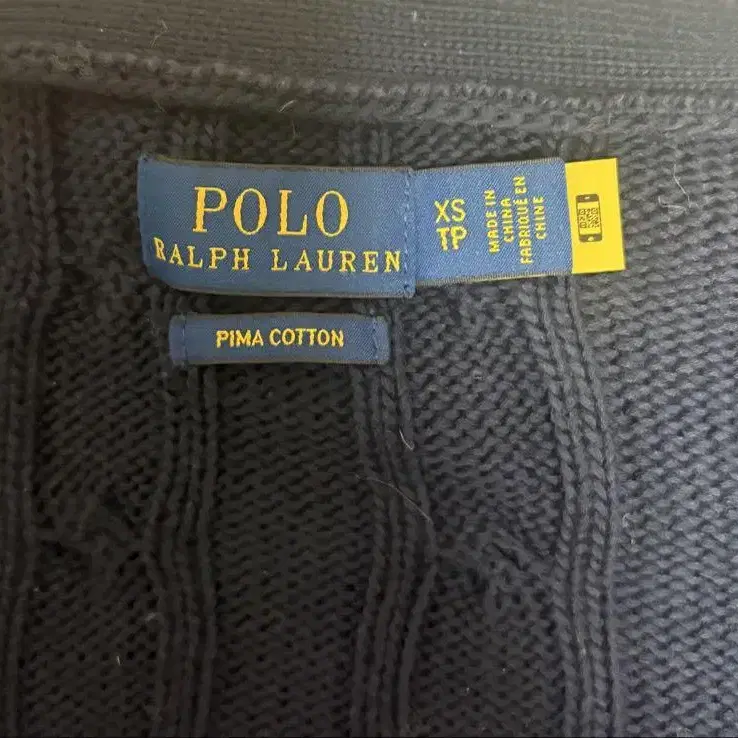 POLO
RALPH LAUREN
XS
TP
MADE IN
CHINA
FABRIQUÉ EN
CHINE
PIMA COTTON